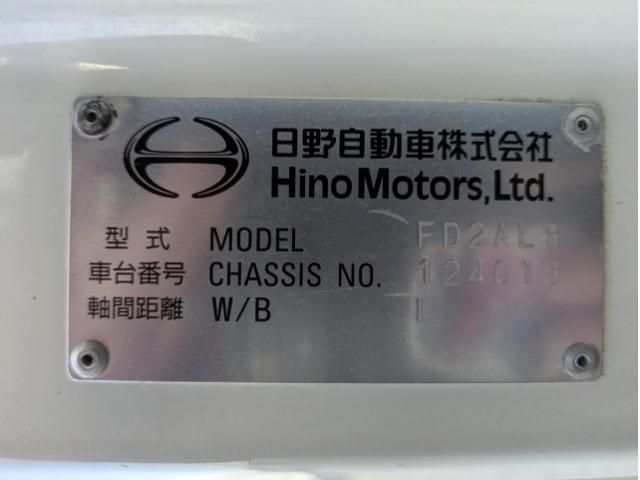 日野自動車株式会社
Hino Motors, Ltd.
型式 MODEL FD2AL8
車台番号 CHASSIS NO. 12401S
軸間距離 W/B L